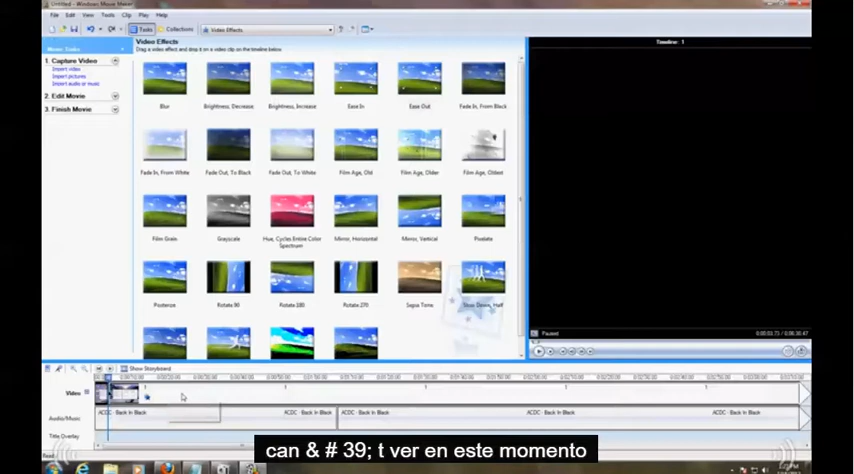 Untitled - Windows Movie Maker
File Edit View Tools Clip Play Help
Tasks Collections Video Effects
Movie Tasks
1. Capture Video
Import video
Import pictures
Import audio or music
2. Edit Movie
3. Finish Movie
Video Effects
Drag a video effect and drop it on a video clip on the timeline below
Blur Brightness, Decrease Brightness, Increase Ease In Ease Out Fade In, From Black
Fade In, From White Fade Out, To Black Fade Out, To White Film Age, Old Film Age, Older Film Age, Oldest
Film Grain Grayscale Hue, Cycles Entire Color Mirror, Horizontal Mirror, Vertical Pixelate
Spectrum
Posterize Rotate 90 Rotate 180 Rotate 270 Sepia Tone Slow Down, Half
Timeline: 1
Paused
Show Storyboard
Video
Audio/Music
ACDC - Back In Black ACDC - Back In Black ACDC - Back In Black ACDC - Back In Black ACDC - Back In Black
Title Overlay
Ready
can & # 39; t ver en este momento